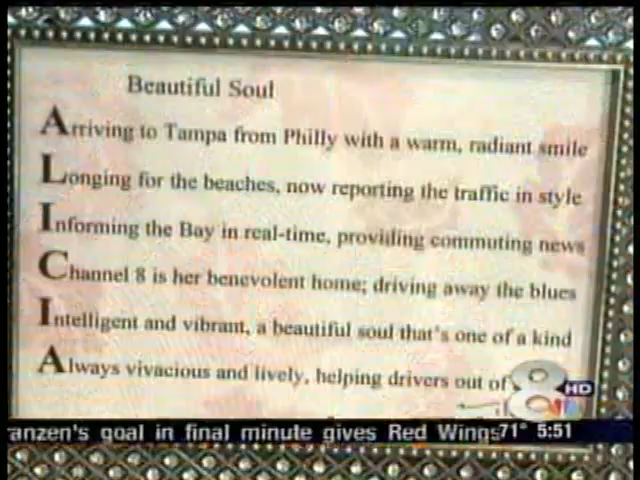 Beautiful Soul
Arriving to Tampa from Philly with a warm, radiant smile
Longing for the beaches, now reporting the traffic in style
Informing the Bay in real-time, providing commuting news
Channel 8 is her benevolent home; driving away the blues
Intelligent and vibrant, a beautiful soul that's one of a kind
Always vivacious and lively, helping drivers out of
8 HD
anzen's goal in final minute gives Red Wings 71° 5:51